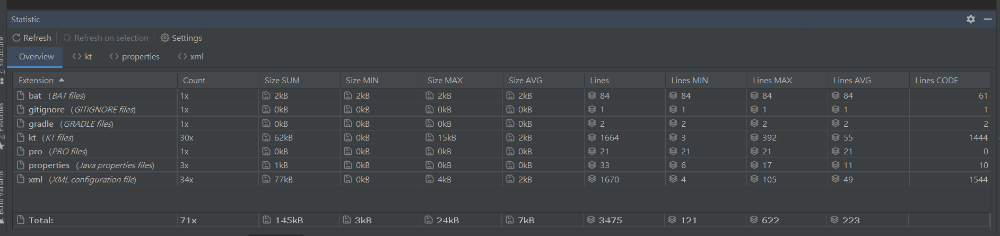 Statistic
Refresh Refresh on selection Settings
Overview <> kt <> properties <> xml
Extension Count Size SUM Size MIN Size MAX Size AVG Lines Lines MIN Lines MAX Lines AVG Lines CODE
bat (BAT files) 1x 2kB 2kB 2kB 2kB 84 84 84 84 61
gitignore (GITIGNORE files) 1x 0kB 0kB 0kB 0kB 1 1 1 1 1
gradle (GRADLE files) 1x 0kB 0kB 0kB 0kB 2 2 2 2 2
kt (KT files) 30x 62kB 0kB 15kB 2kB 1664 3 392 55 1444
pro (PRO files) 1x 0kB 0kB 0kB 0kB 21 21 21 21 0
properties (Java properties files) 3x 1kB 0kB 0kB 0kB 33 6 17 11 10
xml (XML configuration file) 34x 77kB 0kB 4kB 2kB 1670 4 105 49 1544
Total: 71x 145kB 3kB 24kB 7kB 3475 121 622 223
7: Structure
2: Favorites
Build Variants